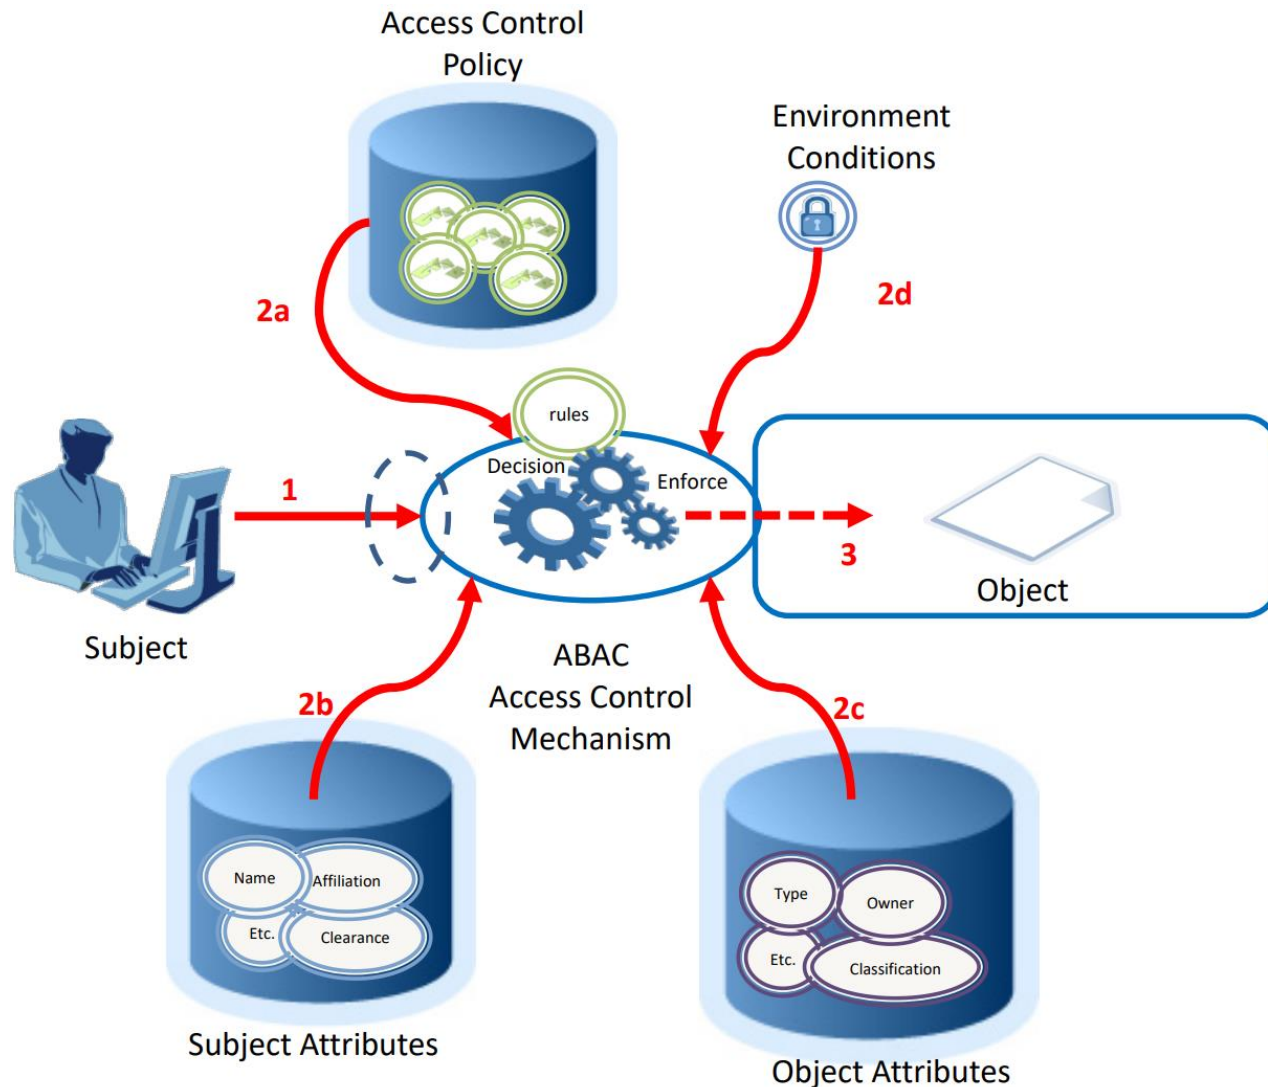 Access Control
Policy
Environment
Conditions
2a
2d
rules
Decision
Enforce
1
3
Object
Subject
ABAC
Access Control
Mechanism
2b
2c
Name
Affiliation
Etc.
Clearance
Type
Owner
Etc.
Classification
Subject Attributes
Object Attributes